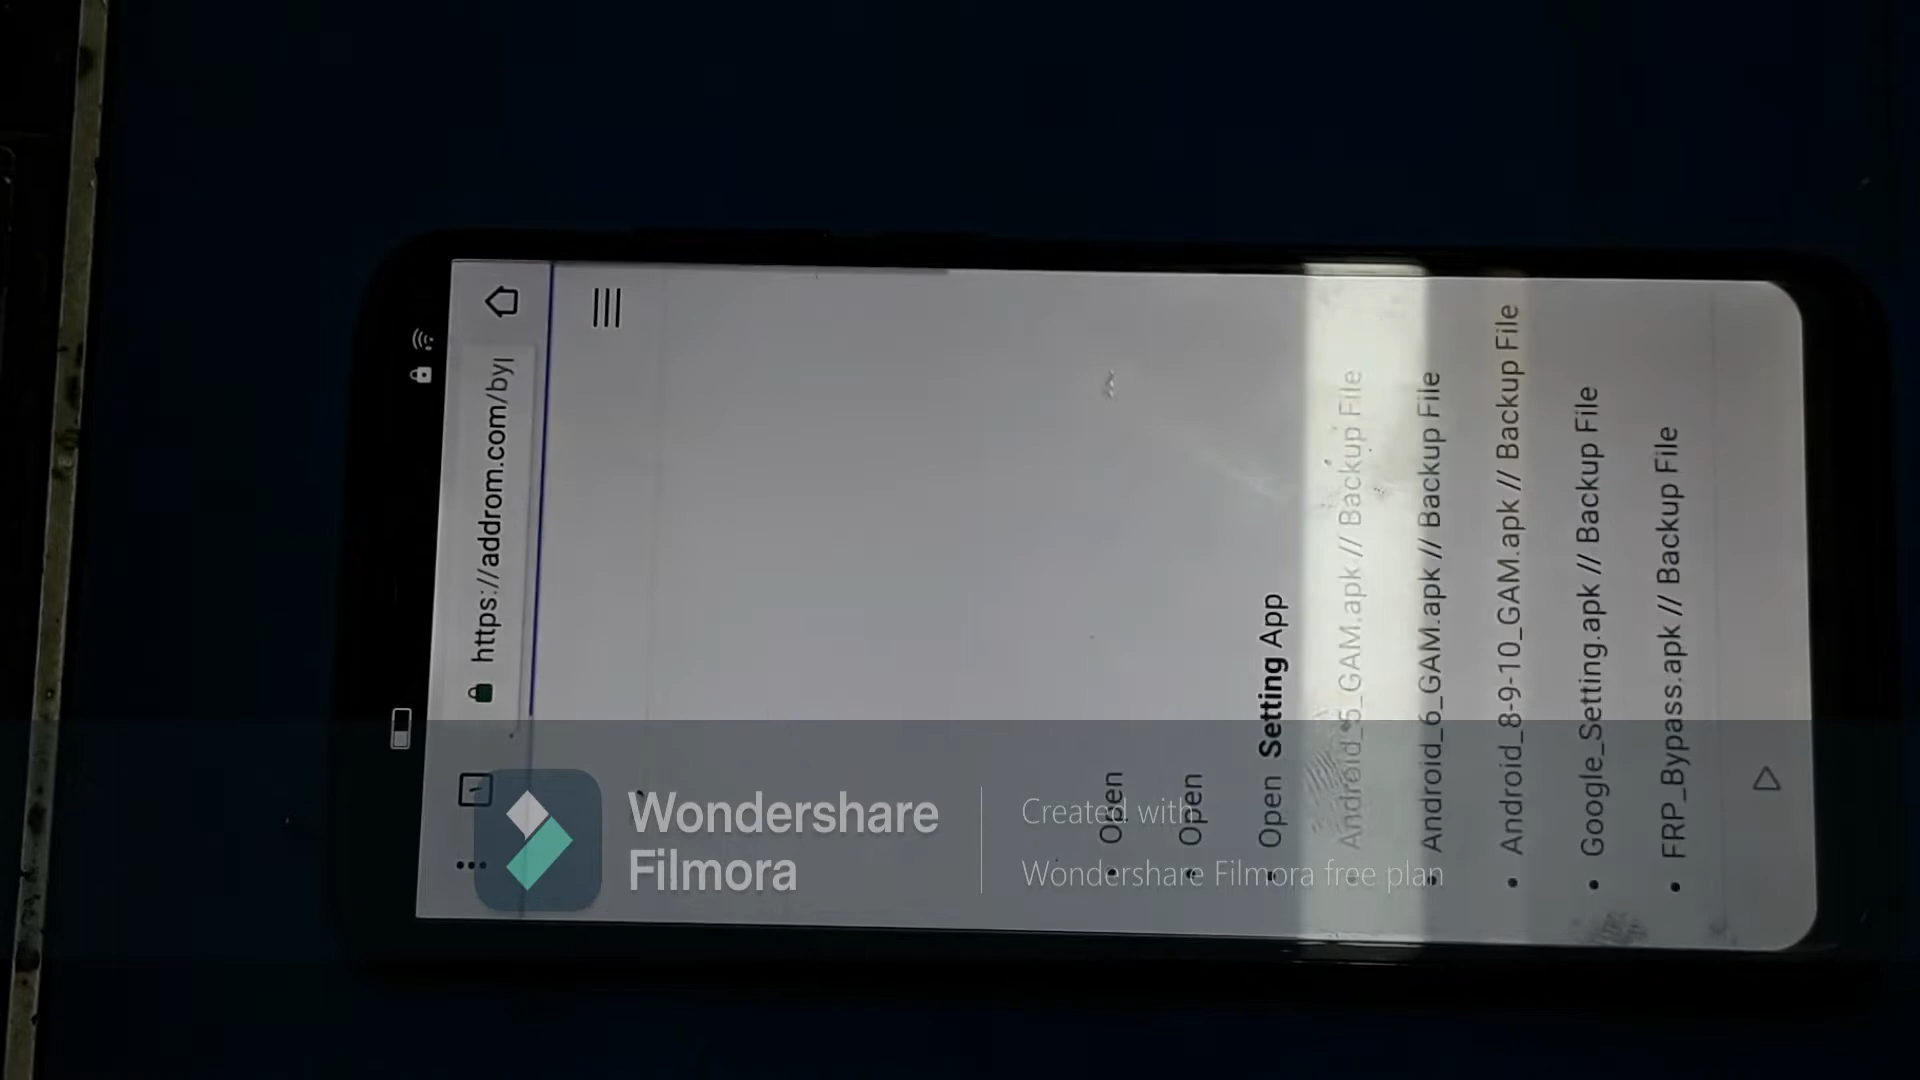 https://addrom.com/byp
Open
Open
Open Setting App
Android_5_GAM.apk // Backup File
Android_6_GAM.apk // Backup File
Android_8-9-10_GAM.apk // Backup File
Google_Setting.apk // Backup File
FRP_Bypass.apk // Backup File
Wondershare
Filmora
Created with
Wondershare Filmora free plan